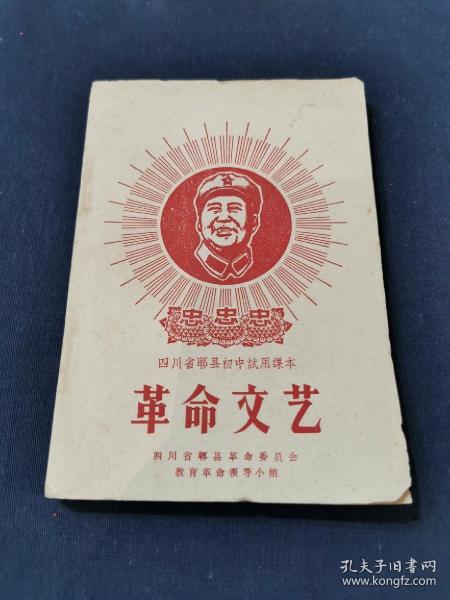 忠 忠 忠
四川省郫县初中試用課本
革命文艺
四川省郫县革命委员会
教育革命领导小组
孔夫子旧书网
www.kongfz.com